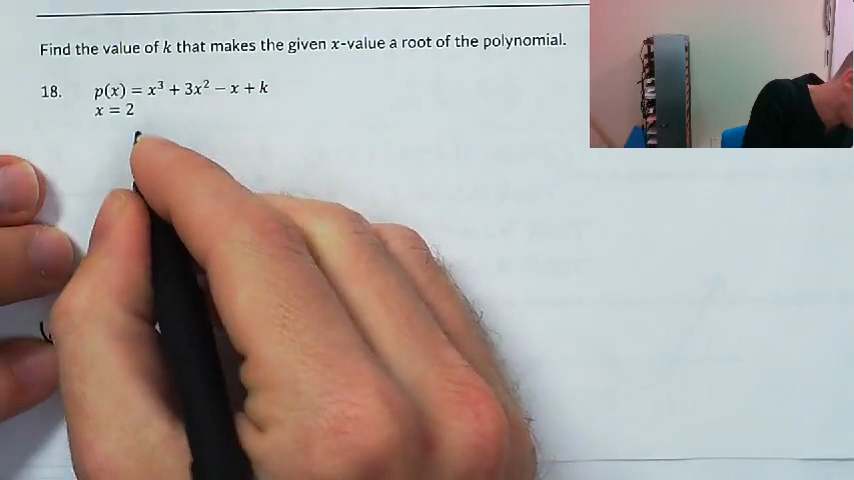 Find the value of k that makes the given x-value a root of the polynomial.
18. p(x) = x³ + 3x² − x + k
x = 2